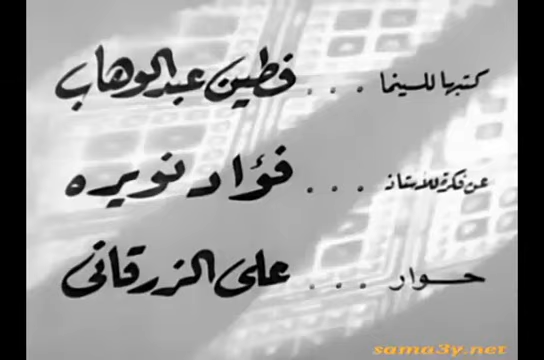 كتبها للسينما ... فطين عبد الوهاب
عن فكرة للأستاذ ... فؤاد نويره
حوار ... على الزرقانى
sama3y.net